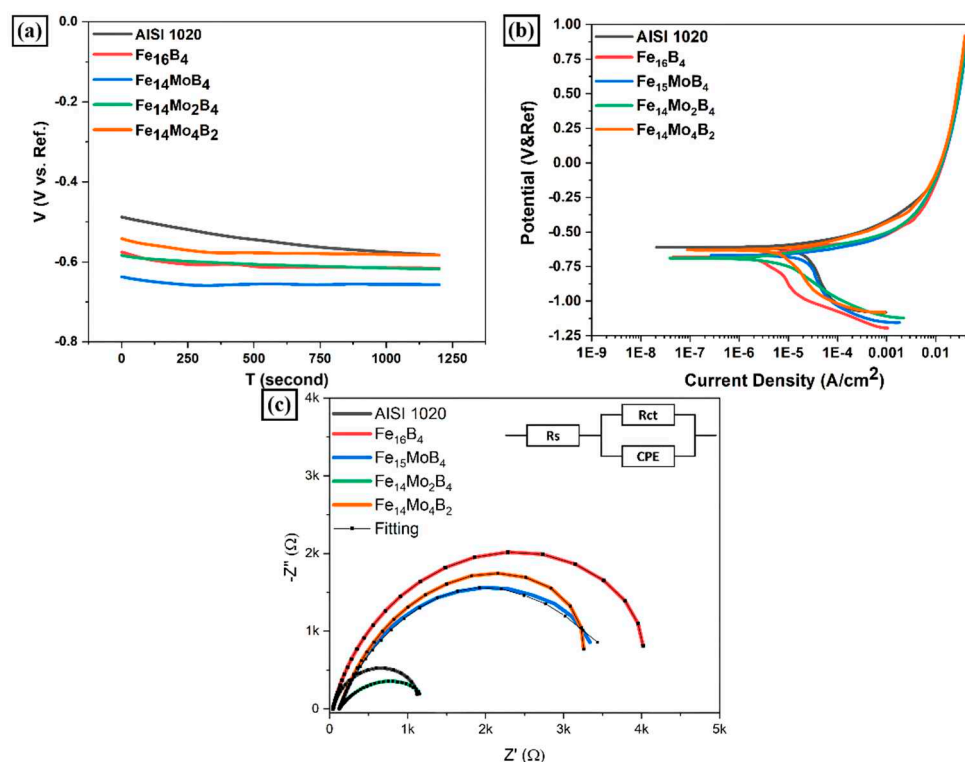 (a)
AISI 1020
Fe16B4
Fe14MoB4
Fe14Mo2B4
Fe14Mo4B2
0.0
-0.2
-0.4
-0.6
-0.8
V (V vs. Ref.)
0 250 500 750 1000 1250
T (second)
(b)
AISI 1020
Fe16B4
Fe15MoB4
Fe14Mo2B4
Fe14Mo4B2
1.00
0.75
0.50
0.25
0.00
-0.25
-0.50
-0.75
-1.00
-1.25
Potential (V&Ref)
1E-9 1E-8 1E-7 1E-6 1E-5 1E-4 0.001 0.01
Current Density (A/cm2)
(c)
AISI 1020
Fe16B4
Fe15MoB4
Fe14Mo2B4
Fe14Mo4B2
Fitting
Rs
Rct
CPE
4k
3k
2k
1k
0
-Z" (Ω)
0 1k 2k 3k 4k 5k
Z' (Ω)